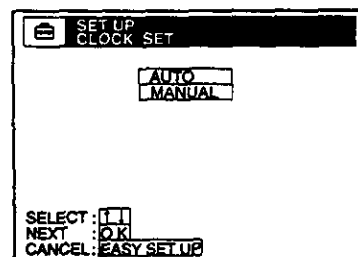 SET UP
CLOCK SET
AUTO
MANUAL
SELECT : ↑ ↓
NEXT : OK
CANCEL : EASY SET UP